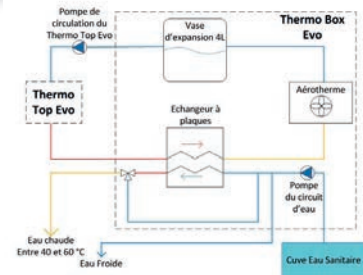 Pompe de
circulation du
Thermo Top Evo
Vase
d'expansion 4L
Thermo Box
Evo
Thermo
Top Evo
Aérotherme
Echangeur à
plaques
Pompe
du circuit
d'eau
Eau chaude
Entre 40 et 60 °C
Eau Froide
Cuve Eau Sanitaire